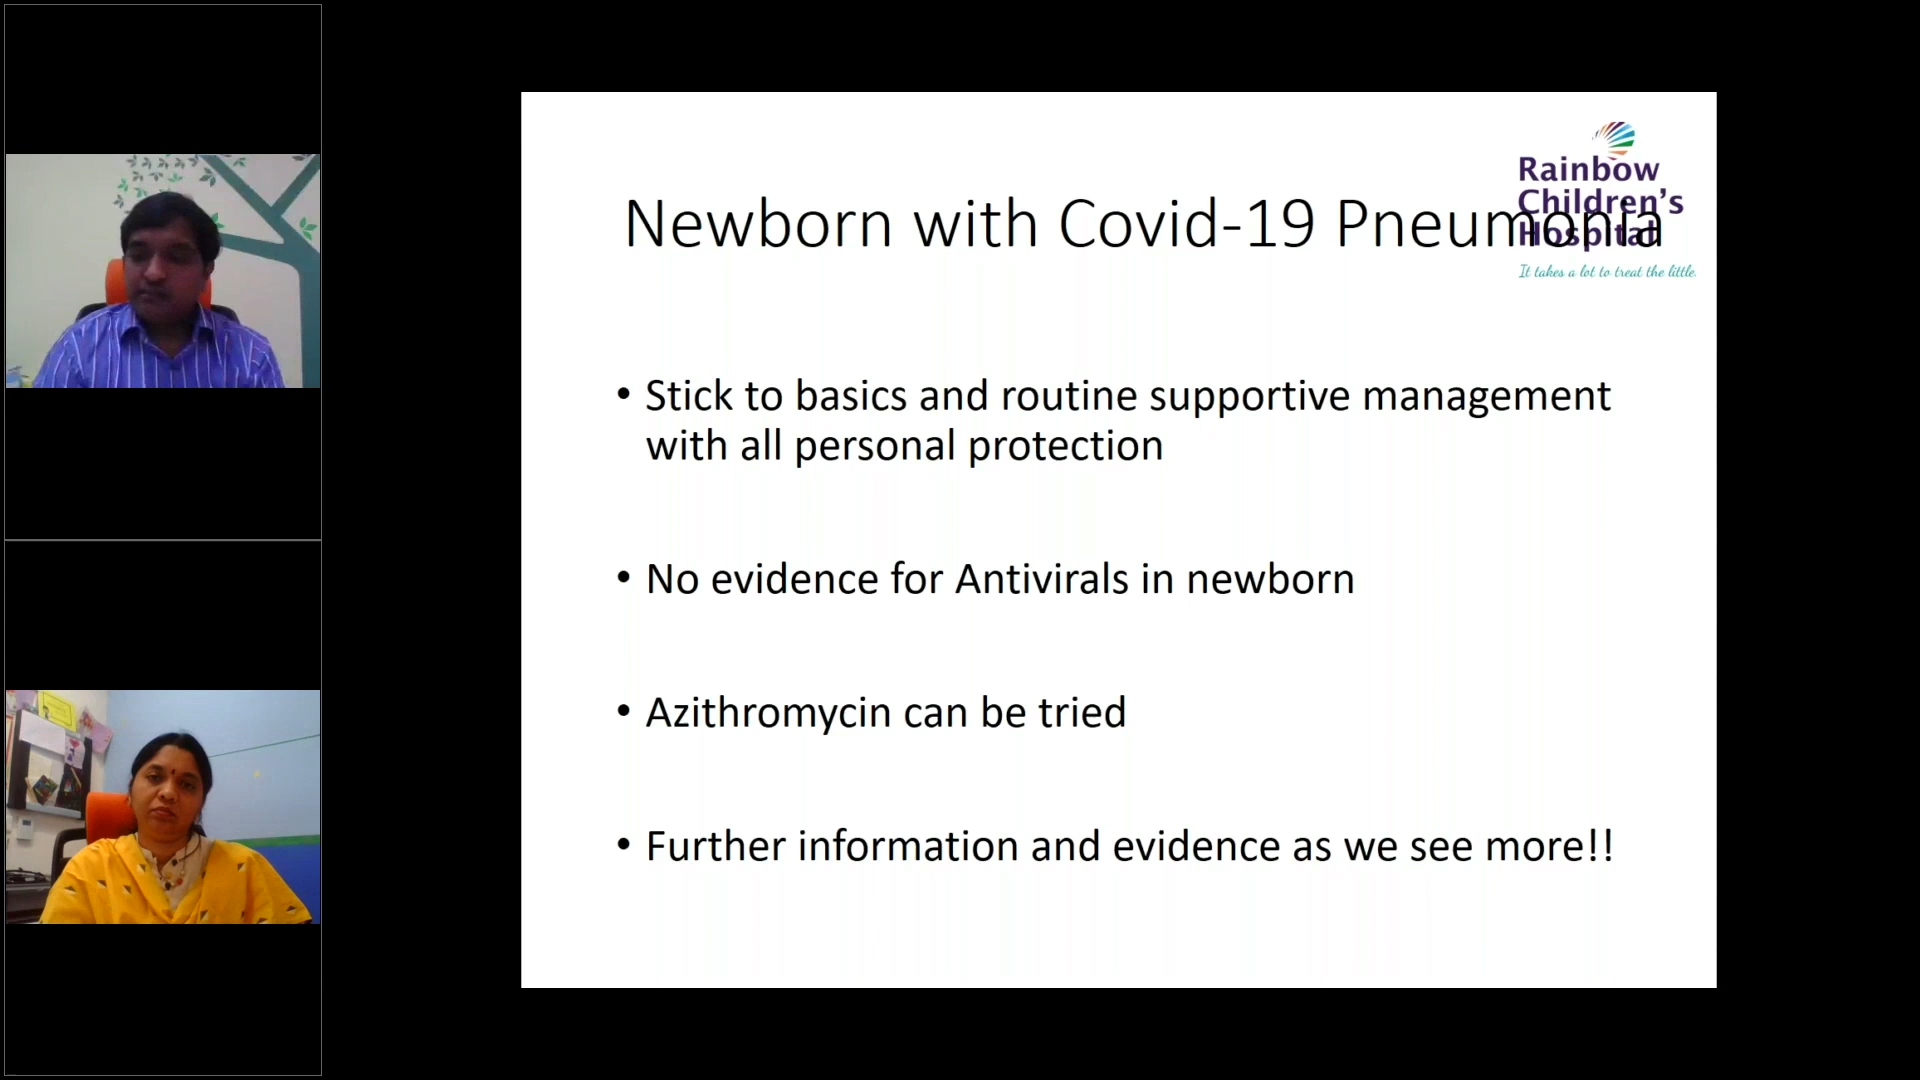 Rainbow
Children's
Hospital
It takes a lot to treat the little.
Newborn with Covid-19 Pneumonia
• Stick to basics and routine supportive management
with all personal protection
• No evidence for Antivirals in newborn
• Azithromycin can be tried
• Further information and evidence as we see more!!